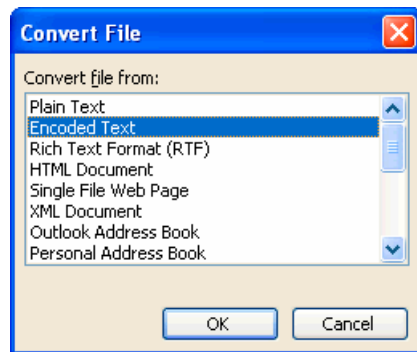 Convert File
Convert file from:
Plain Text
Encoded Text
Rich Text Format (RTF)
HTML Document
Single File Web Page
XML Document
Outlook Address Book
Personal Address Book
OK Cancel